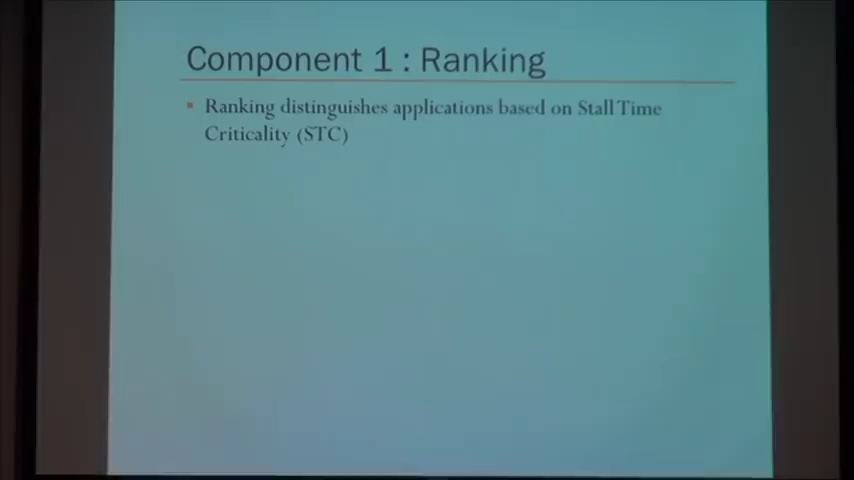 Component 1 : Ranking
▪ Ranking distinguishes applications based on Stall Time
Criticality (STC)